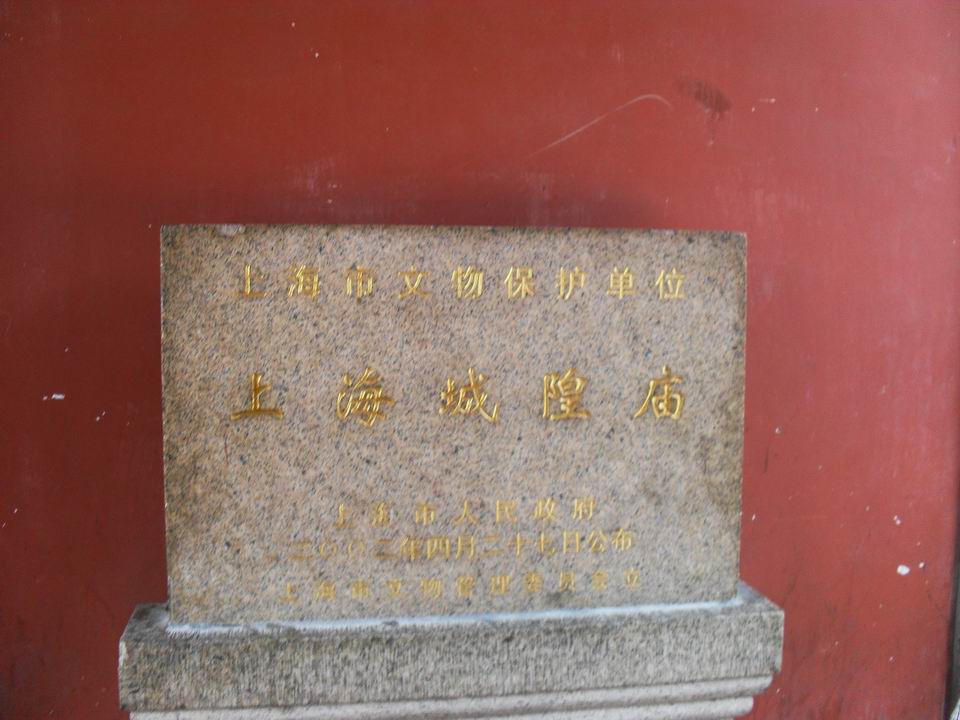 上海市文物保护单位
上海城隍庙
上海市人民政府
二〇〇二年四月二十七日公布
上海市文物管理委员会立